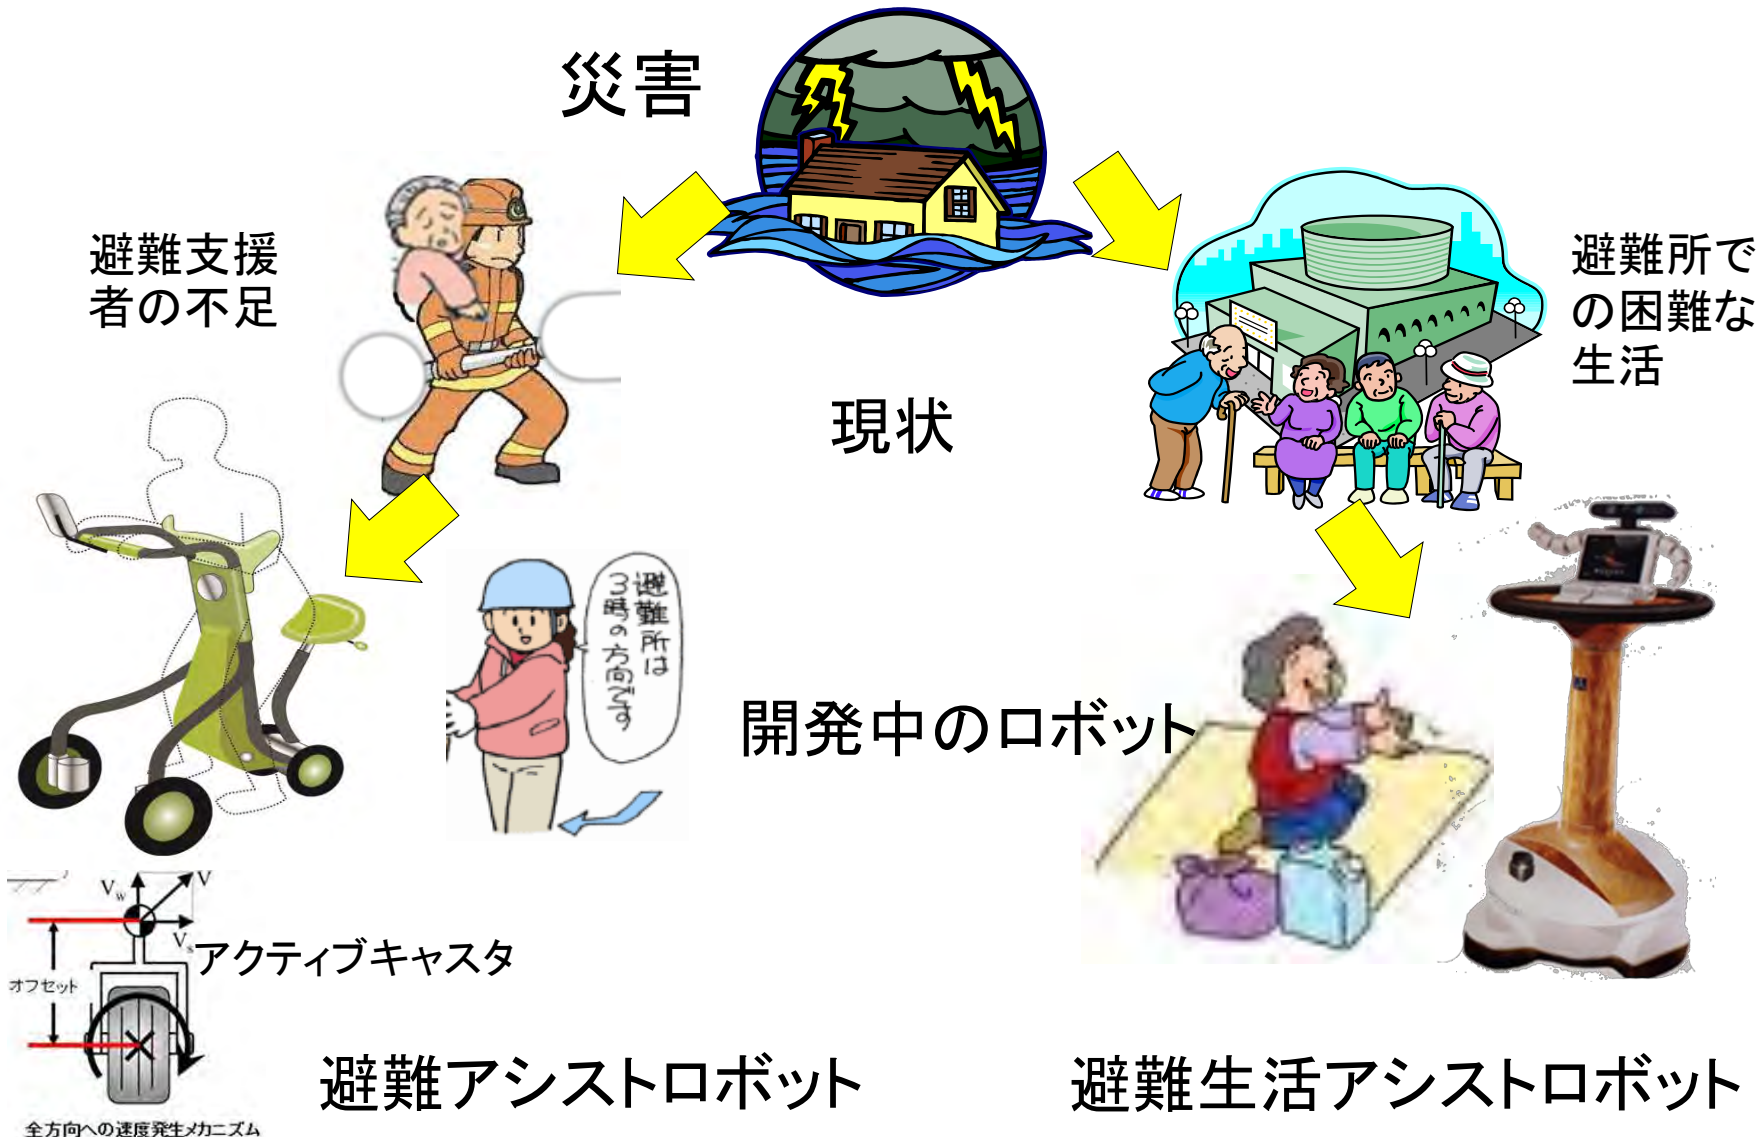 災害
避難支援
者の不足
避難所で
の困難な
生活
現状
避難所は
3時の方向です
開発中のロボット
Vw
V
Vs
アクティブキャスタ
オフセット
避難アシストロボット
避難生活アシストロボット
全方向への速度発生メカニズム